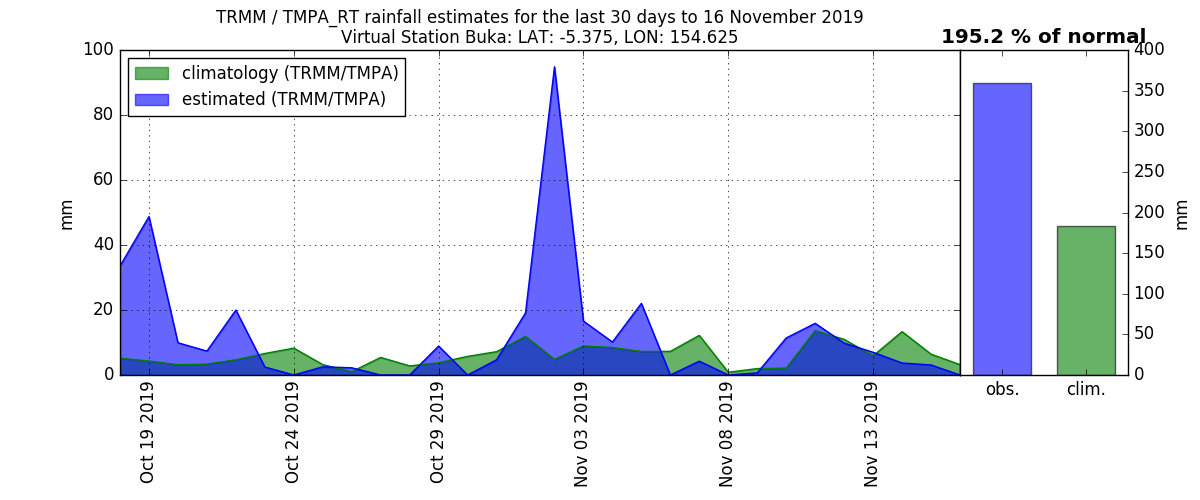 TRMM / TMPA_RT rainfall estimates for the last 30 days to 16 November 2019
Virtual Station Buka: LAT: -5.375, LON: 154.625
195.2 % of normal
climatology (TRMM/TMPA)
estimated (TRMM/TMPA)
mm
100
80
60
40
20
0
Oct 19 2019
Oct 24 2019
Oct 29 2019
Nov 03 2019
Nov 08 2019
Nov 13 2019
obs.
clim.
400
350
300
250
200
150
100
50
0
mm